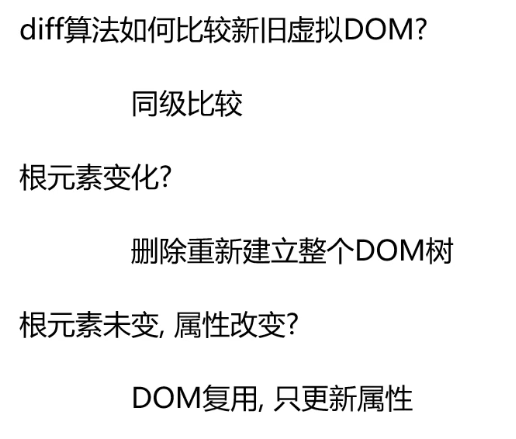 diff算法如何比较新旧虚拟DOM?
同级比较
根元素变化?
删除重新建立整个DOM树
根元素未变, 属性改变?
DOM复用, 只更新属性